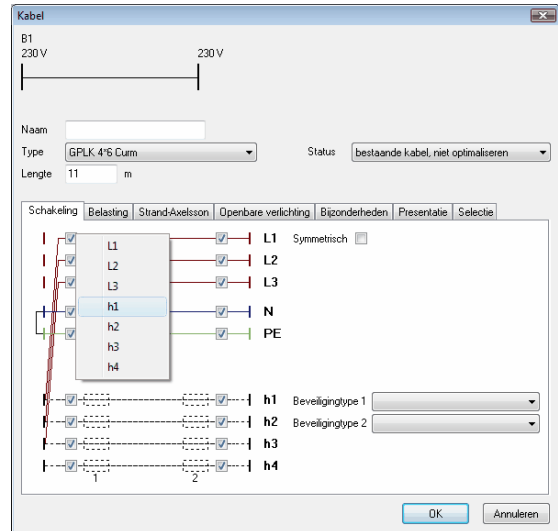 Kabel
B1
230 V 230 V
Naam
Type GPLK 4*6 Curm Status bestaande kabel, niet optimaliseren
Lengte 11 m
Schakeling Belasting Strand-Axelsson Openbare verlichting Bijzonderheden Presentatie Selectie
L1 L1 Symmetrisch
L2 L2
L3 L3
h1 N
h2 PE
h3
h4
h1 Beveiligingtype 1
h2 Beveiligingtype 2
h3
h4
1 2
OK Annuleren